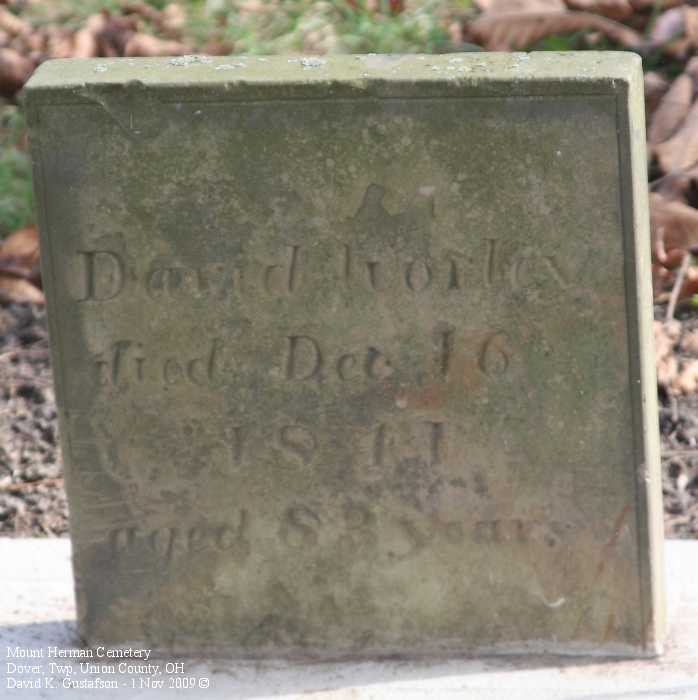 David Worley
died Dec 16
1841
aged 83 years
Mount Herman Cemetery
Dover, Twp, Union County, OH
David K. Gustafson - 1 Nov 2009 ©